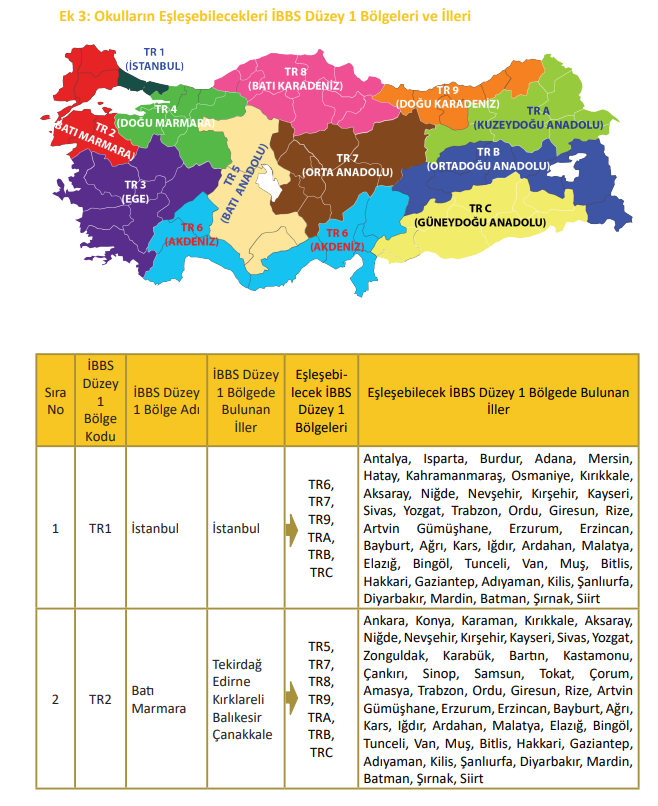 Ek 3: Okulların Eşleşebilecekleri İBBS Düzey 1 Bölgeleri ve İlleri
TR 1
(İSTANBUL)
TR 8
(BATI KARADENİZ)
TR 9
(DOĞU KARADENİZ)
TR 4
(DOĞU MARMARA)
TR A
(KUZEYDOĞU ANADOLU)
TR 2
(BATI MARMARA)
TR B
(ORTADOĞU ANADOLU)
TR 7
(ORTA ANADOLU)
TR 5
(BATI ANADOLU)
TR 3
(EGE)
TR C
(GÜNEYDOĞU ANADOLU)
TR 6
(AKDENİZ)
TR 6
(AKDENİZ)
Sıra
No
İBBS
Düzey
1
Bölge
Kodu
İBBS Düzey
1 Bölge Adı
İBBS Düzey
1 Bölgede
Bulunan
İller
Eşleşebi-
lecek İBBS
Düzey 1
Bölgeleri
Eşleşebilecek İBBS Düzey 1 Bölgede Bulunan
İller
1
TR1
İstanbul
İstanbul
TR6,
TR7,
TR9,
TRA,
TRB,
TRC
Antalya, Isparta, Burdur, Adana, Mersin,
Hatay, Kahramanmaraş, Osmaniye, Kırıkkale,
Aksaray, Niğde, Nevşehir, Kırşehir, Kayseri,
Sivas, Yozgat, Trabzon, Ordu, Giresun, Rize,
Artvin Gümüşhane, Erzurum, Erzincan,
Bayburt, Ağrı, Kars, Iğdır, Ardahan, Malatya,
Elazığ, Bingöl, Tunceli, Van, Muş, Bitlis,
Hakkari, Gaziantep, Adıyaman, Kilis, Şanlıurfa,
Diyarbakır, Mardin, Batman, Şırnak, Siirt
2
TR2
Batı
Marmara
Tekirdağ
Edirne
Kırklareli
Balıkesir
Çanakkale
TR5,
TR7,
TR8,
TR9,
TRA,
TRB,
TRC
Ankara, Konya, Karaman, Kırıkkale, Aksaray,
Niğde, Nevşehir, Kırşehir, Kayseri, Sivas, Yozgat,
Zonguldak, Karabük, Bartın, Kastamonu,
Çankırı, Sinop, Samsun, Tokat, Çorum,
Amasya, Trabzon, Ordu, Giresun, Rize, Artvin
Gümüşhane, Erzurum, Erzincan, Bayburt, Ağrı,
Kars, Iğdır, Ardahan, Malatya, Elazığ, Bingöl,
Tunceli, Van, Muş, Bitlis, Hakkari, Gaziantep,
Adıyaman, Kilis, Şanlıurfa, Diyarbakır, Mardin,
Batman, Şırnak, Siirt